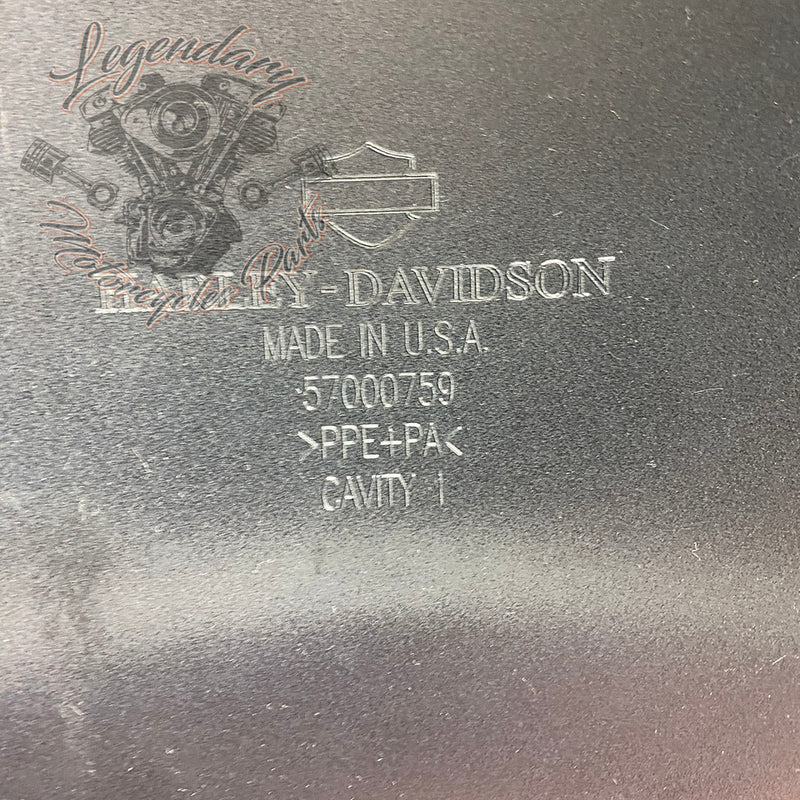 Legendary
Motorcycles Parts
HARLEY-DAVIDSON
MADE IN U.S.A.
57000759
>PPE+PA<
CAVITY 1